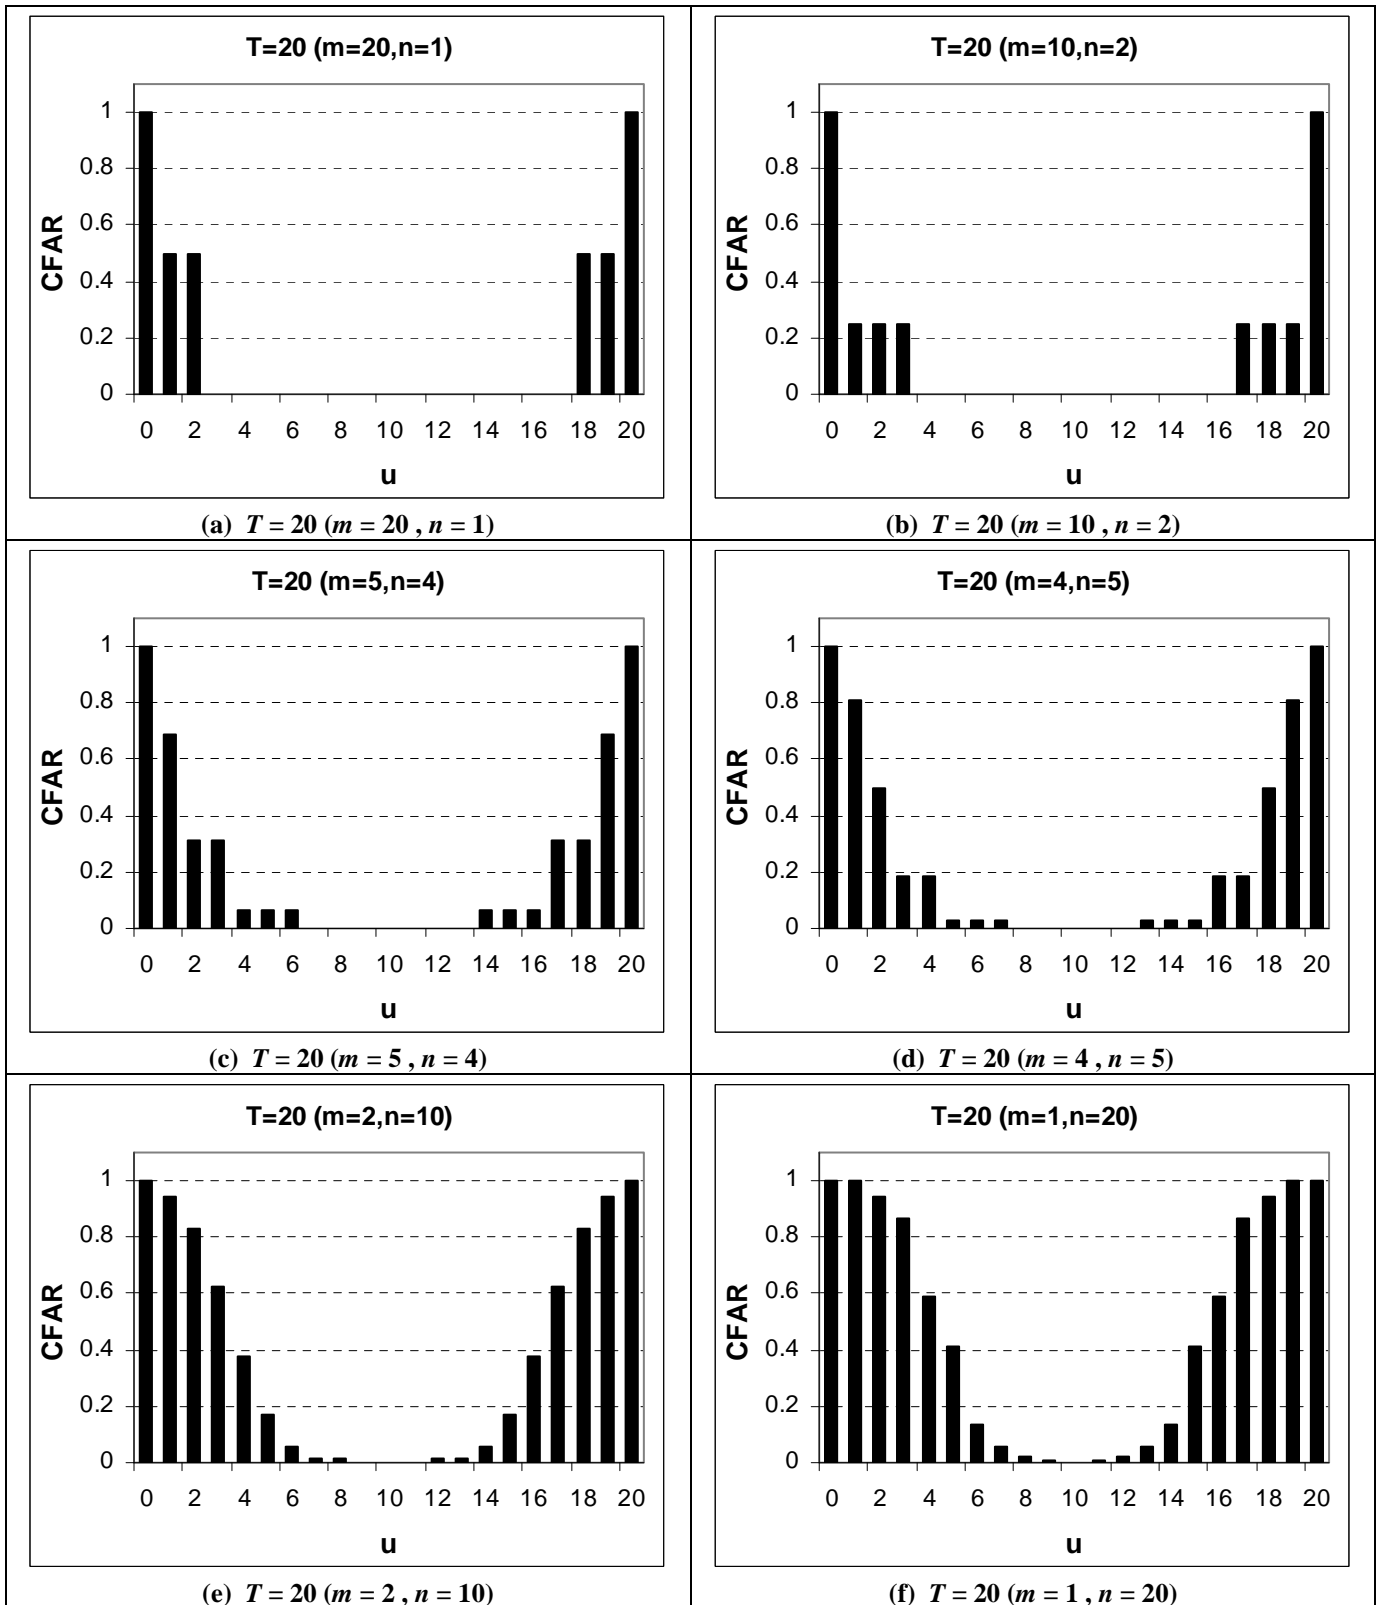 T=20 (m=20,n=1)
1
0.8
0.6
0.4
0.2
0
CFAR
0 2 4 6 8 10 12 14 16 18 20
u
(a) T = 20 (m = 20 , n = 1)
T=20 (m=10,n=2)
1
0.8
0.6
0.4
0.2
0
CFAR
0 2 4 6 8 10 12 14 16 18 20
u
(b) T = 20 (m = 10 , n = 2)
T=20 (m=5,n=4)
1
0.8
0.6
0.4
0.2
0
CFAR
0 2 4 6 8 10 12 14 16 18 20
u
(c) T = 20 (m = 5 , n = 4)
T=20 (m=4,n=5)
1
0.8
0.6
0.4
0.2
0
CFAR
0 2 4 6 8 10 12 14 16 18 20
u
(d) T = 20 (m = 4 , n = 5)
T=20 (m=2,n=10)
1
0.8
0.6
0.4
0.2
0
CFAR
0 2 4 6 8 10 12 14 16 18 20
u
(e) T = 20 (m = 2 , n = 10)
T=20 (m=1,n=20)
1
0.8
0.6
0.4
0.2
0
CFAR
0 2 4 6 8 10 12 14 16 18 20
u
(f) T = 20 (m = 1 , n = 20)